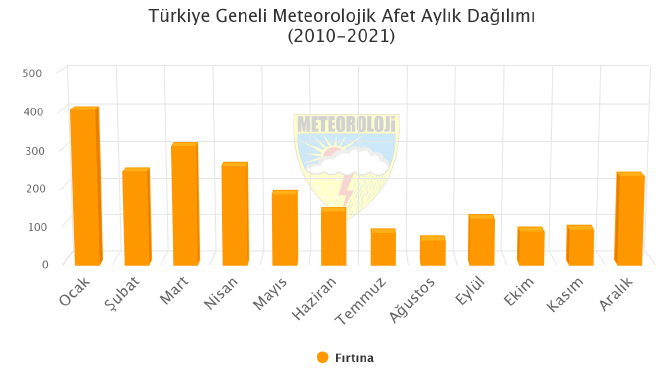 Türkiye Geneli Meteorolojik Afet Aylık Dağılımı
(2010-2021)
500
400
300
200
100
0
METEOROLOJi
Ocak
Şubat
Mart
Nisan
Mayıs
Haziran
Temmuz
Ağustos
Eylül
Ekim
Kasım
Aralık
Fırtına